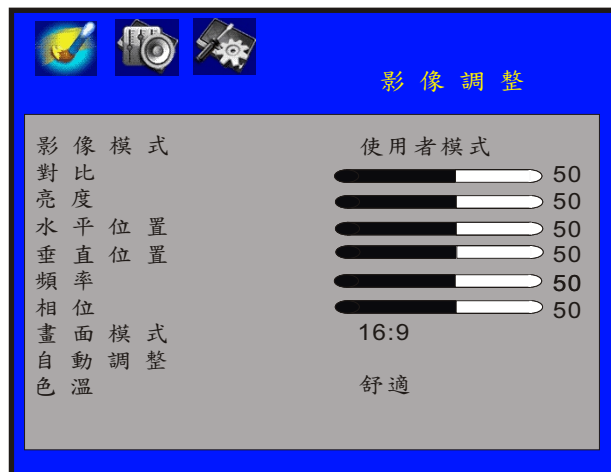 影像調整
影像模式 使用者模式
對比 50
亮度 50
水平位置 50
垂直位置 50
頻率 50
相位 50
畫面模式 16:9
自動調整
色溫 舒適